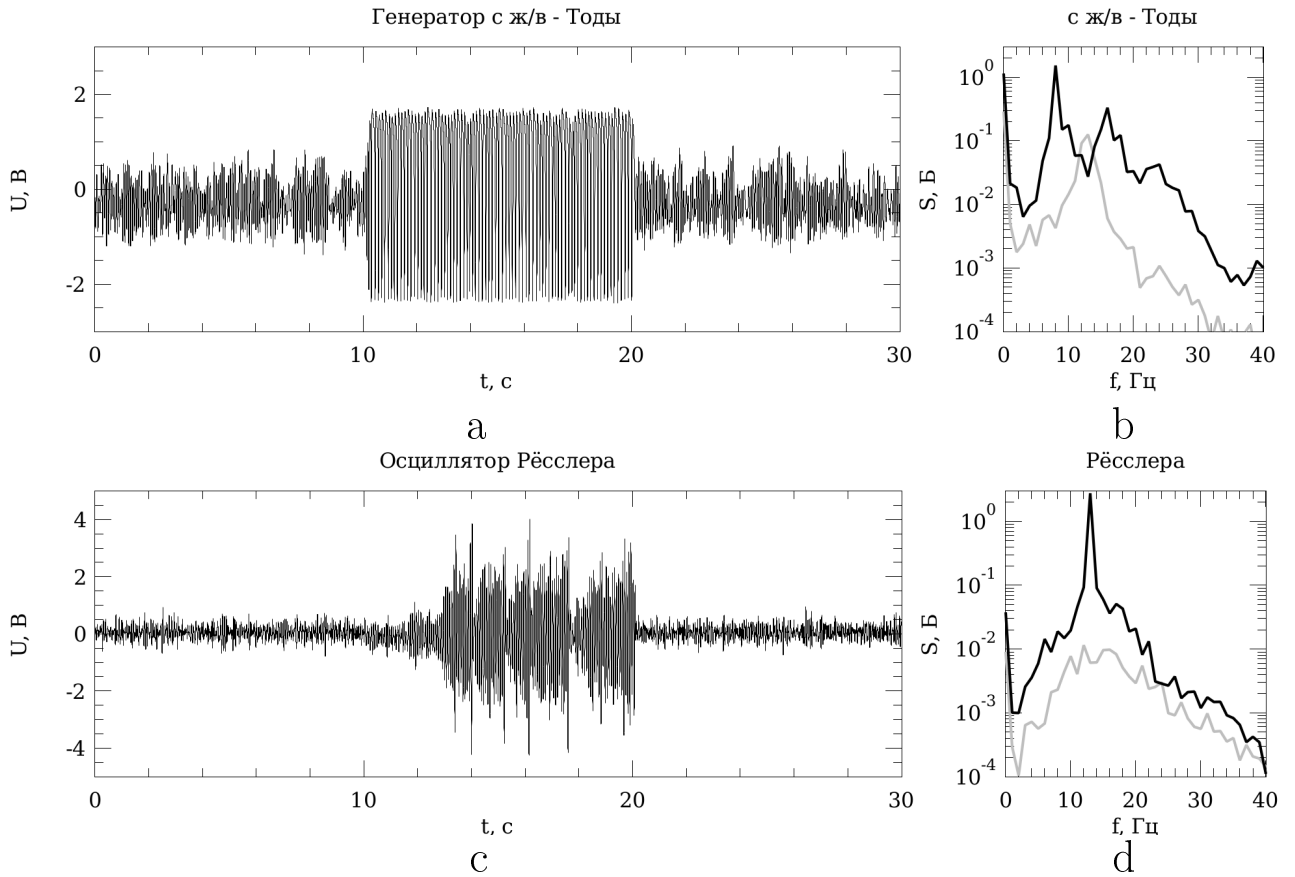 Генератор с ж/в - Тоды
с ж/в - Тоды
U, В
2
0
-2
0
10
20
30
t, с
S, Б
10^0
10^-1
10^-2
10^-3
10^-4
0
10
20
30
40
f, Гц
a
b
Осциллятор Рёсслера
Рёсслера
U, В
4
2
0
-2
-4
0
10
20
30
t, с
S, Б
10^0
10^-1
10^-2
10^-3
10^-4
0
10
20
30
40
f, Гц
c
d